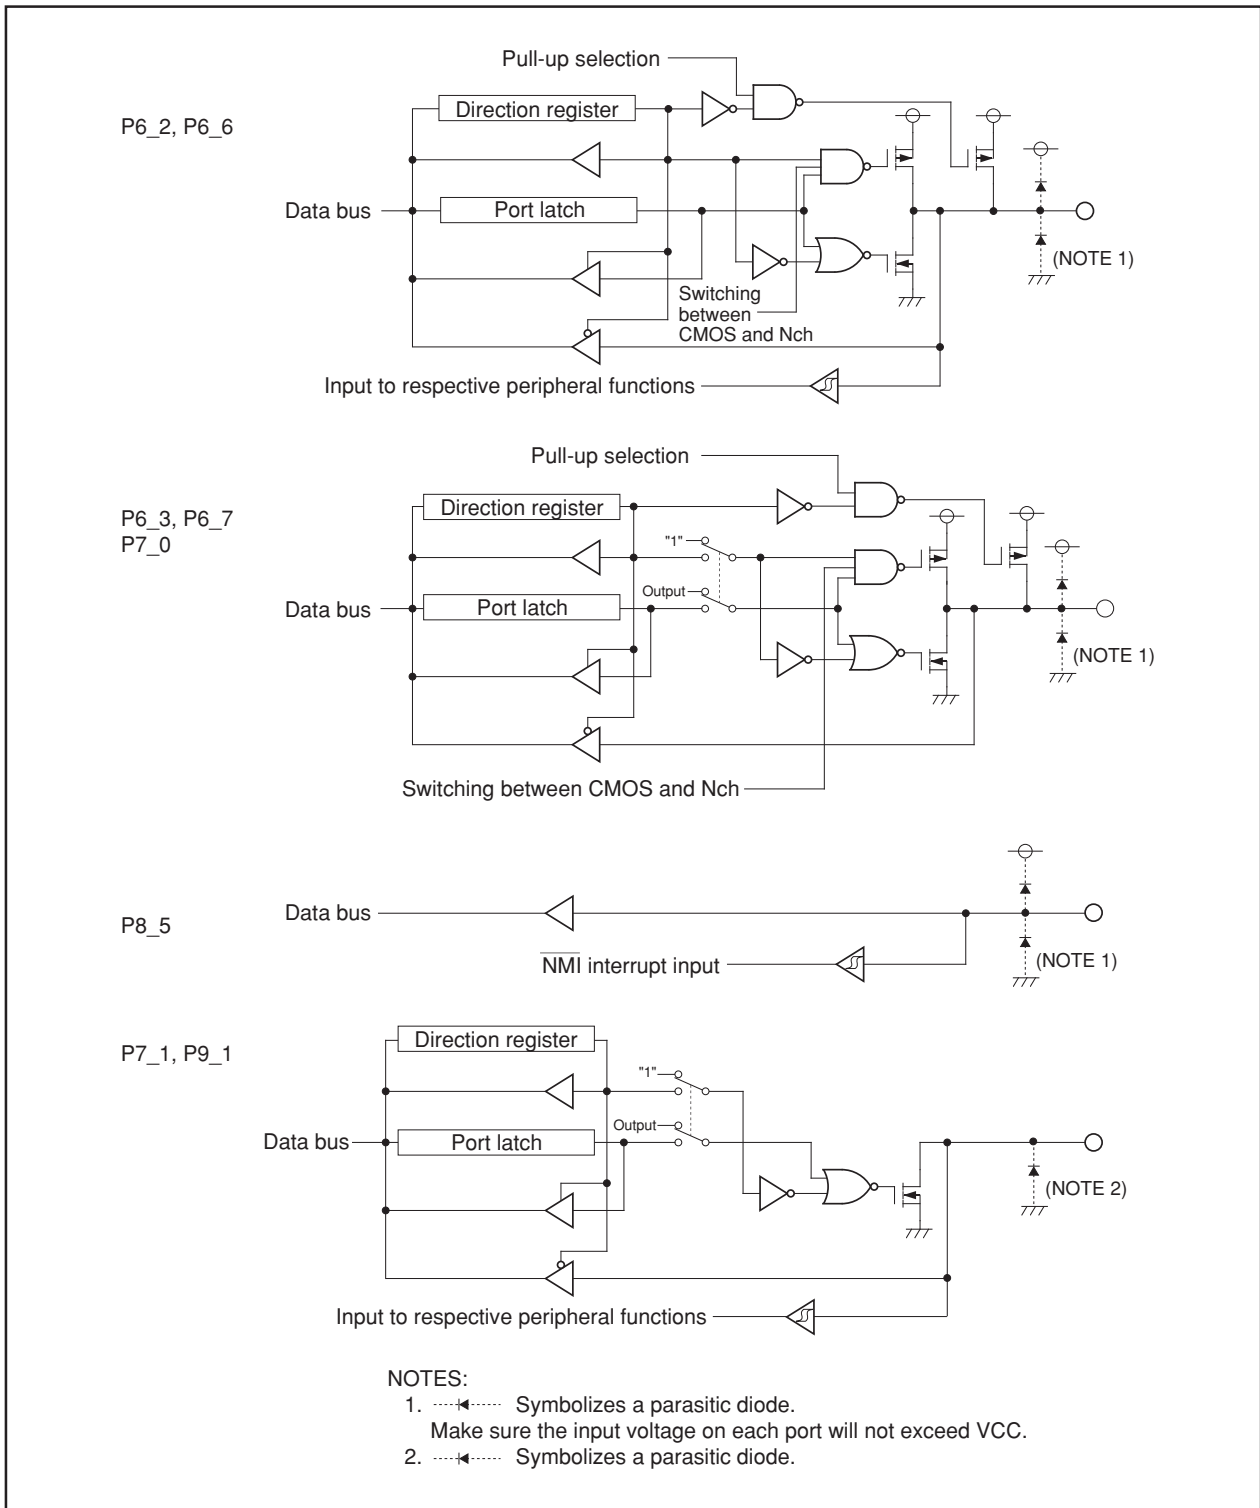 Pull-up selection
Direction register
P6_2, P6_6
Data bus
Port latch
(NOTE 1)
Switching
between
CMOS and Nch
Input to respective peripheral functions
Pull-up selection
Direction register
P6_3, P6_7
P7_0
"1"
Output
Data bus
Port latch
(NOTE 1)
Switching between CMOS and Nch
Data bus
P8_5
NMI interrupt input
(NOTE 1)
Direction register
P7_1, P9_1
"1"
Output
Data bus
Port latch
(NOTE 2)
Input to respective peripheral functions
NOTES:
1. Symbolizes a parasitic diode.
Make sure the input voltage on each port will not exceed VCC.
2. Symbolizes a parasitic diode.